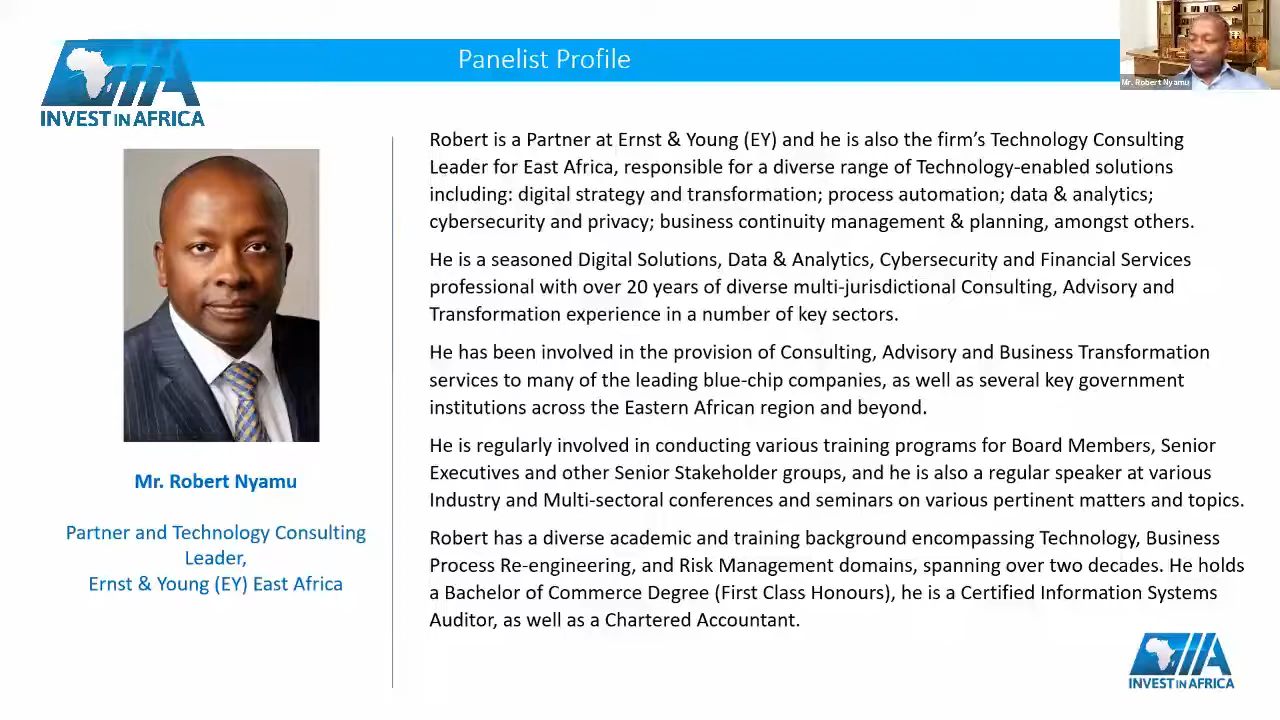 Panelist Profile
Mr. Robert Nyamu
IIA
INVEST IN AFRICA
Robert is a Partner at Ernst & Young (EY) and he is also the firm’s Technology Consulting
Leader for East Africa, responsible for a diverse range of Technology-enabled solutions
including: digital strategy and transformation; process automation; data & analytics;
cybersecurity and privacy; business continuity management & planning, amongst others.
He is a seasoned Digital Solutions, Data & Analytics, Cybersecurity and Financial Services
professional with over 20 years of diverse multi-jurisdictional Consulting, Advisory and
Transformation experience in a number of key sectors.
He has been involved in the provision of Consulting, Advisory and Business Transformation
services to many of the leading blue-chip companies, as well as several key government
institutions across the Eastern African region and beyond.
He is regularly involved in conducting various training programs for Board Members, Senior
Executives and other Senior Stakeholder groups, and he is also a regular speaker at various
Industry and Multi-sectoral conferences and seminars on various pertinent matters and topics.
Robert has a diverse academic and training background encompassing Technology, Business
Process Re-engineering, and Risk Management domains, spanning over two decades. He holds
a Bachelor of Commerce Degree (First Class Honours), he is a Certified Information Systems
Auditor, as well as a Chartered Accountant.
Mr. Robert Nyamu
Partner and Technology Consulting
Leader,
Ernst & Young (EY) East Africa
IIA
INVEST IN AFRICA